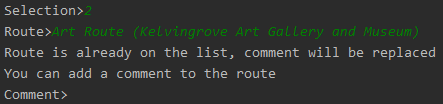 Selection>2
Route>Art Route (Kelvingrove Art Gallery and Museum)
Route is already on the list, comment will be replaced
You can add a comment to the route
Comment>